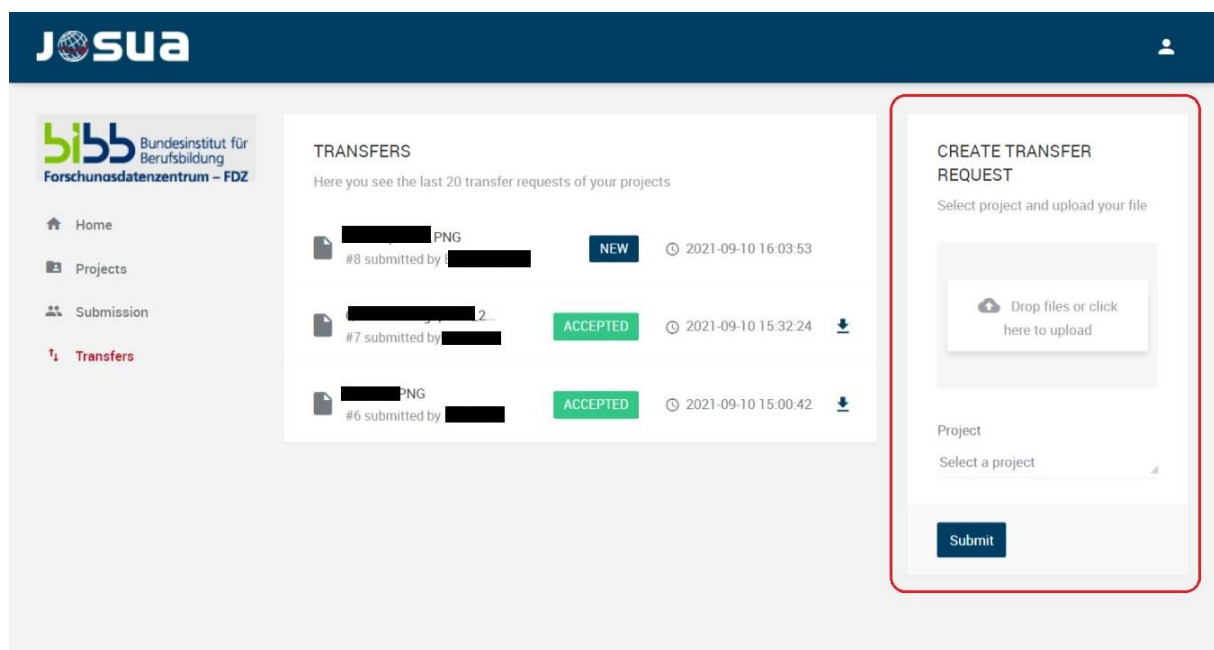 Josua
bibb Bundesinstitut für
Berufsbildung
Forschungsdatenzentrum – FDZ
Home
Projects
Submission
Transfers
TRANSFERS
Here you see the last 20 transfer requests of your projects
.PNG
#8 submitted by
NEW
2021-09-10 16:03:53
_2...
#7 submitted by
ACCEPTED
2021-09-10 15:32:24
PNG
#6 submitted by
ACCEPTED
2021-09-10 15:00:42
CREATE TRANSFER
REQUEST
Select project and upload your file
Drop files or click
here to upload
Project
Select a project
Submit